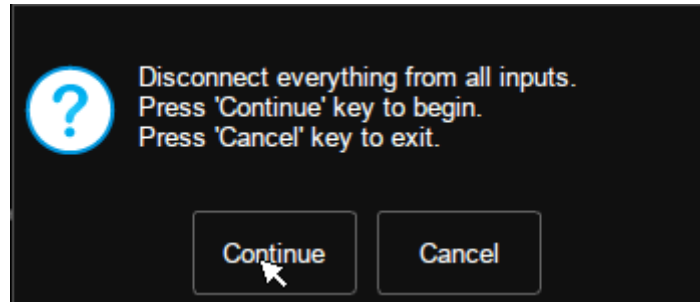 Disconnect everything from all inputs.
Press 'Continue' key to begin.
Press 'Cancel' key to exit.
Continue
Cancel